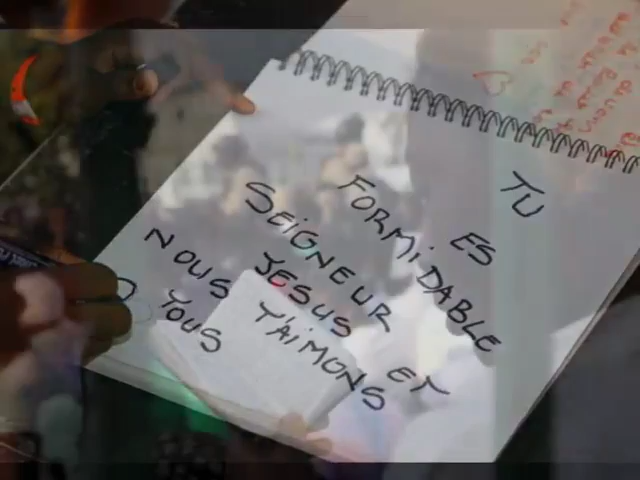 TU
ES
FORMiDABLE
SEiGNEUR
JESUS ET
NOUS T'AiMONS
TOUS